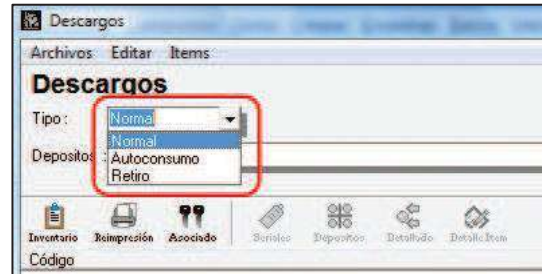 Descargos
Archivos Editar Items
Descargos
Tipo : Normal
Normal
Depositos : Autoconsumo
Retiro
Inventario Reimpresión Asociado Seriales Depositos Detallado Detalle Item
Código